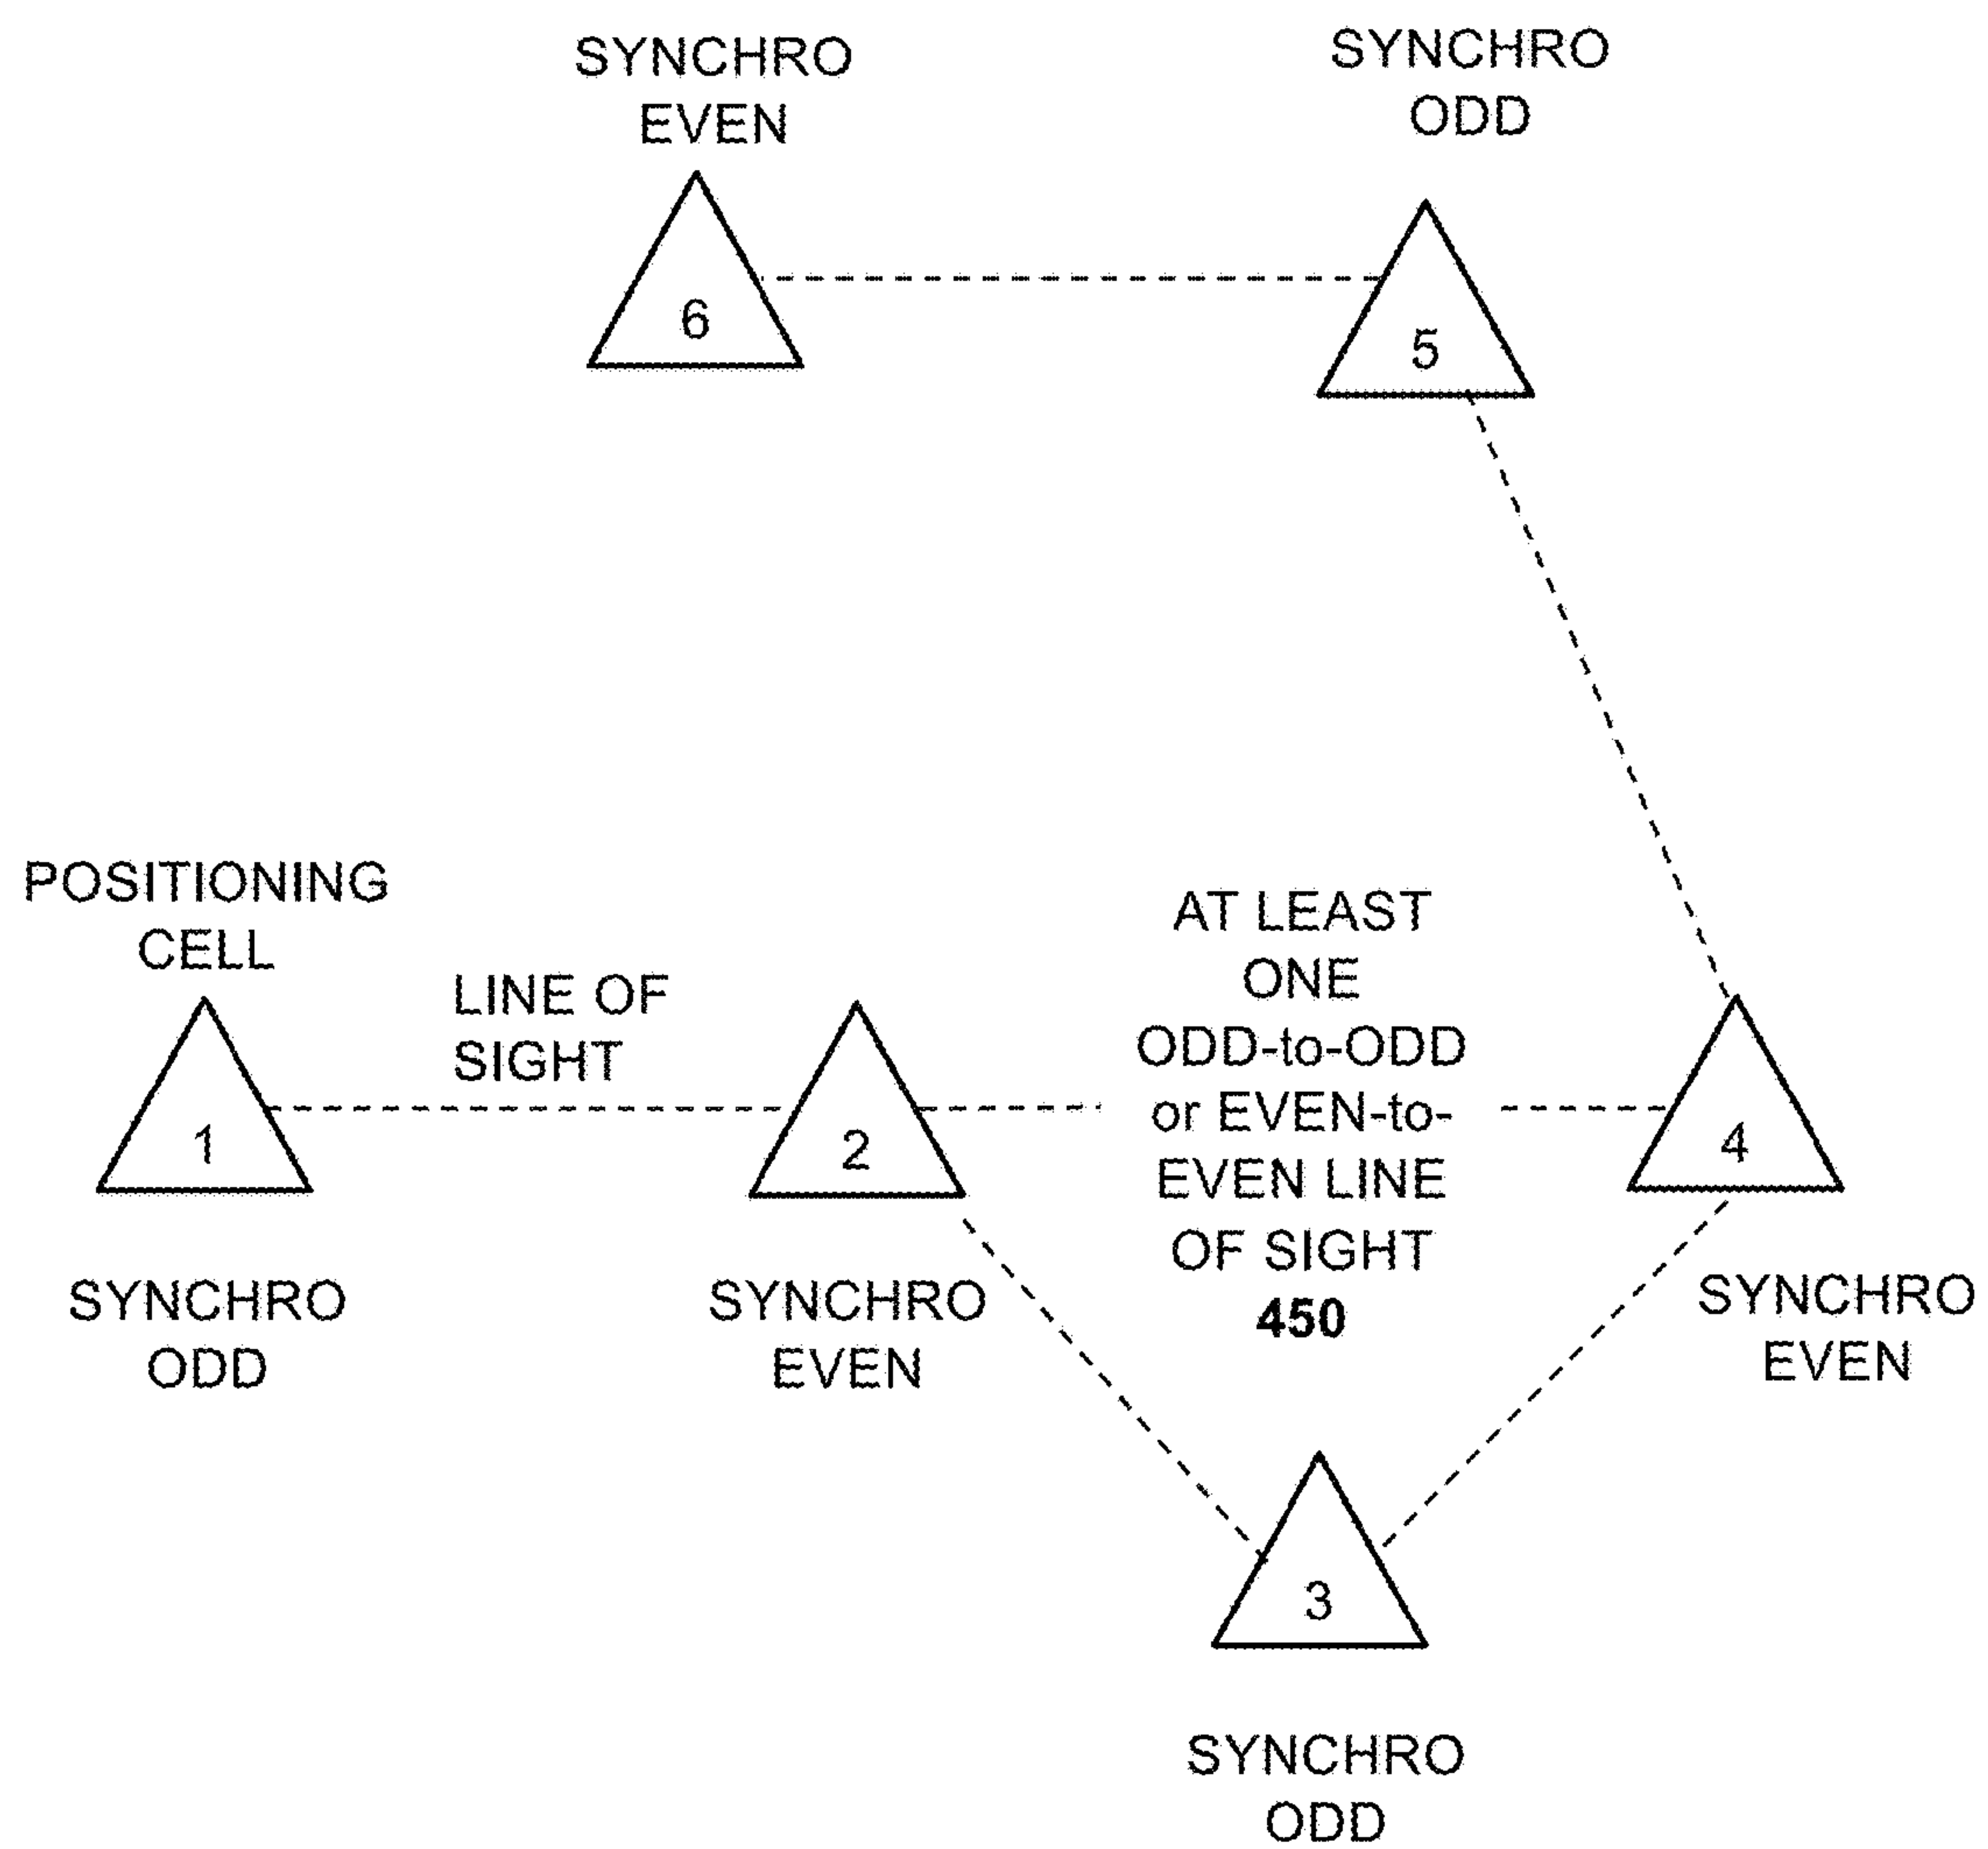 SYNCHRO
EVEN
SYNCHRO
ODD
6
5
POSITIONING
CELL
LINE OF
SIGHT
AT LEAST
ONE
ODD-to-ODD
or EVEN-to-
EVEN LINE
OF SIGHT
450
1
2
4
SYNCHRO
ODD
SYNCHRO
EVEN
SYNCHRO
EVEN
3
SYNCHRO
ODD